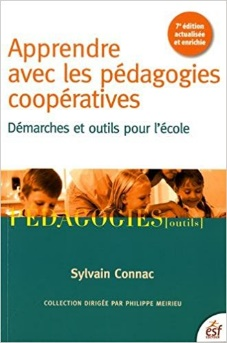 7e édition
actualisée
et enrichie
Apprendre
avec les pédagogies
coopératives
Démarches et outils pour l'école
PÉDAGOGIES[outils]
Sylvain Connac
COLLECTION DIRIGÉE PAR PHILIPPE MEIRIEU
esf